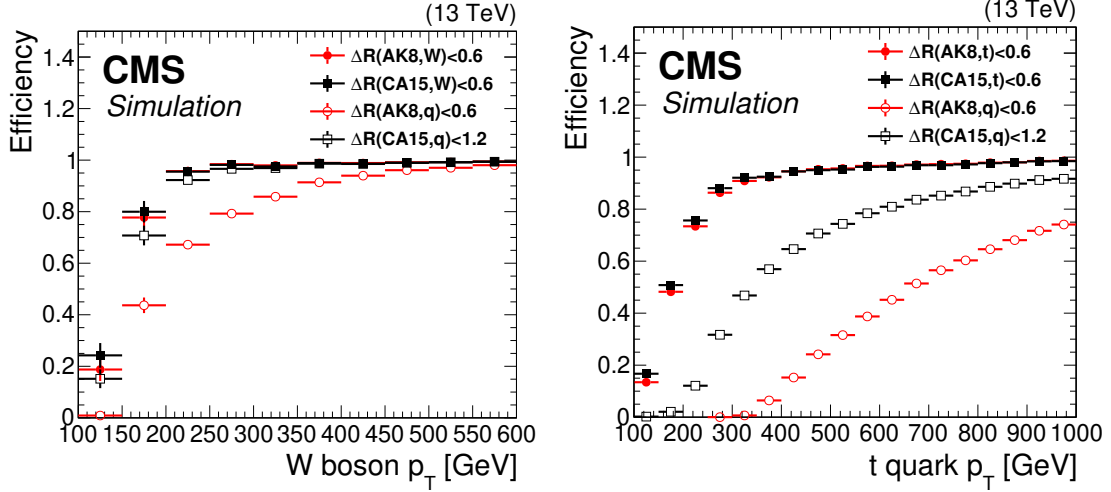 (13 TeV)
Efficiency
1.4
1.2
1
0.8
0.6
0.4
0.2
0
CMS
Simulation
ΔR(AK8,W)<0.6
ΔR(CA15,W)<0.6
ΔR(AK8,q)<0.6
ΔR(CA15,q)<1.2
100 150 200 250 300 350 400 450 500 550 600
W boson p_T [GeV]
(13 TeV)
Efficiency
1.4
1.2
1
0.8
0.6
0.4
0.2
0
CMS
Simulation
ΔR(AK8,t)<0.6
ΔR(CA15,t)<0.6
ΔR(AK8,q)<0.6
ΔR(CA15,q)<1.2
100 200 300 400 500 600 700 800 900 1000
t quark p_T [GeV]